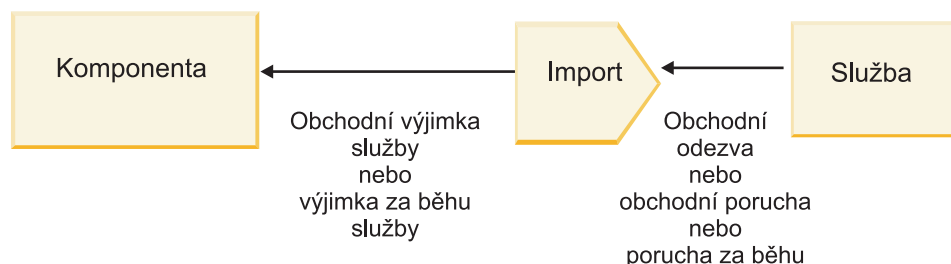 Komponenta
Import
Služba
Obchodní výjimka
služby
nebo
výjimka za běhu
služby
Obchodní
odezva
nebo
obchodní porucha
nebo
porucha za běhu